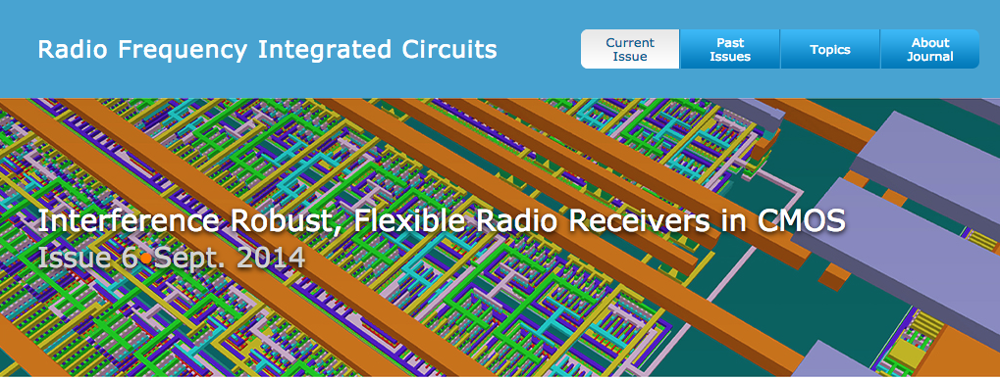 Radio Frequency Integrated Circuits
Current
Issue
Past
Issues
Topics
About
Journal
Interference Robust, Flexible Radio Receivers in CMOS
Issue 6 • Sept. 2014